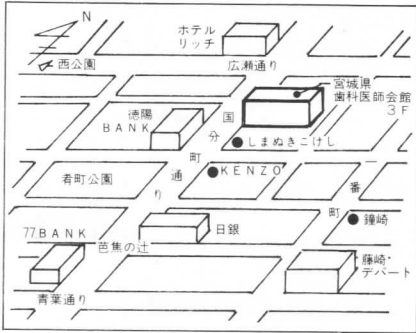 N
ホテル
リッチ
西公園
広瀬通り
宮城県
歯科医師会館
3F
徳陽
BANK
国分町通り
しまぬきこけし
肴町公園
KENZO
一番町
鐘崎
日銀
77BANK
芭蕉の辻
藤崎・
デパート
青葉通り